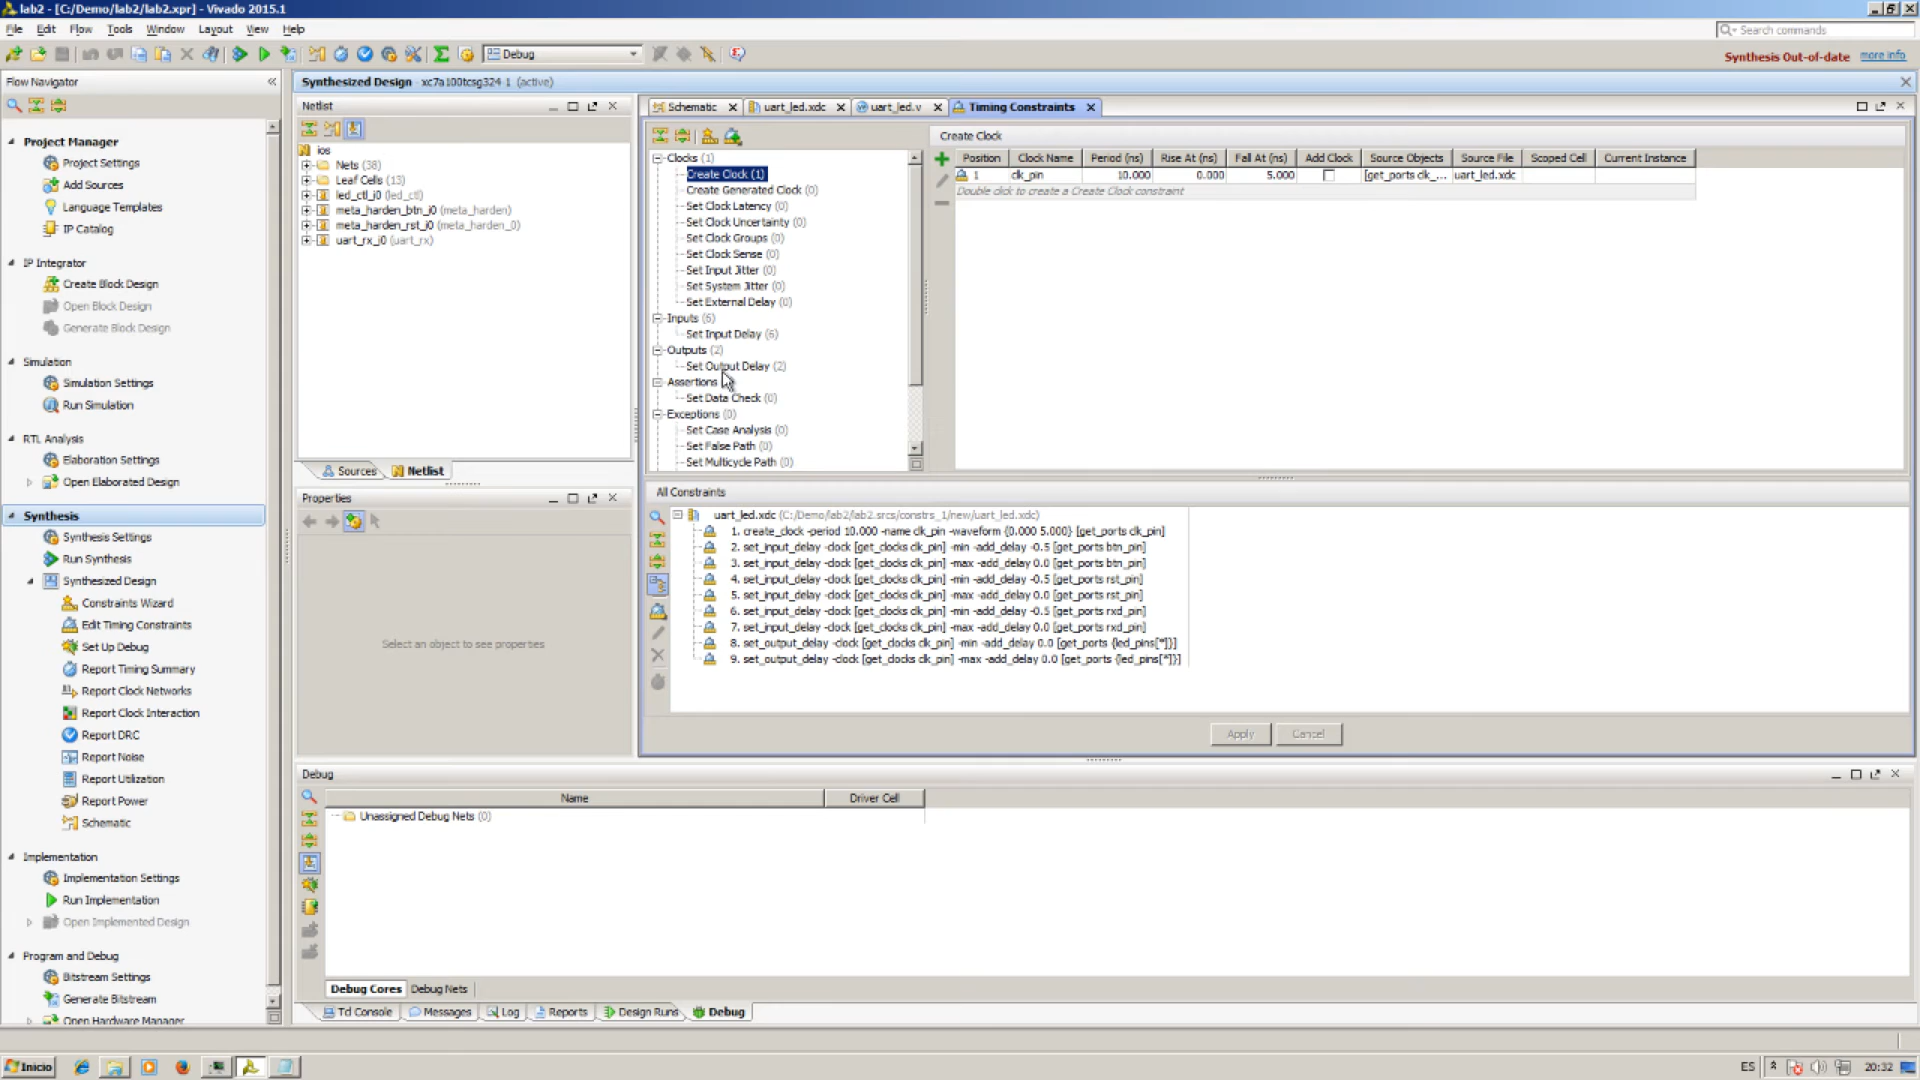 lab2 - [C:/Demo/lab2/lab2.xpr] - Vivado 2015.1
File Edit Flow Tools Window Layout View Help
Search commands
Debug
Synthesis Out-of-date more info
Flow Navigator
Project Manager
Project Settings
Add Sources
Language Templates
IP Catalog
IP Integrator
Create Block Design
Open Block Design
Generate Block Design
Simulation
Simulation Settings
Run Simulation
RTL Analysis
Elaboration Settings
Open Elaborated Design
Synthesis
Synthesis Settings
Run Synthesis
Synthesized Design
Constraints Wizard
Edit Timing Constraints
Set Up Debug
Report Timing Summary
Report Clock Networks
Report Clock Interaction
Report DRC
Report Noise
Report Utilization
Report Power
Schematic
Implementation
Implementation Settings
Run Implementation
Open Implemented Design
Program and Debug
Bitstream Settings
Generate Bitstream
Open Hardware Manager
Synthesized Design - xc7a100tcsg324-1 (active)
Netlist
ios
Nets (38)
Leaf Cells (13)
led_ctl_i0 (led_ctl)
meta_harden_btn_i0 (meta_harden)
meta_harden_rst_i0 (meta_harden_0)
uart_rx_i0 (uart_rx)
Sources Netlist
Properties
Select an object to see properties
Schematic uart_led.xdc uart_led.v Timing Constraints
Clocks (1)
Create Clock (1)
Create Generated Clock (0)
Set Clock Latency (0)
Set Clock Uncertainty (0)
Set Clock Groups (0)
Set Clock Sense (0)
Set Input Jitter (0)
Set System Jitter (0)
Set External Delay (0)
Inputs (6)
Set Input Delay (6)
Outputs (2)
Set Output Delay (2)
Assertions
Set Data Check (0)
Exceptions (0)
Set Case Analysis (0)
Set False Path (0)
Set Multicycle Path (0)
Create Clock
Position Clock Name Period (ns) Rise At (ns) Fall At (ns) Add Clock Source Objects Source File Scoped Cell Current Instance
1 clk_pin 10.000 0.000 5.000 [get_ports clk_... uart_led.xdc
Double click to create a Create Clock constraint
All Constraints
uart_led.xdc (C:/Demo/lab2/lab2.srcs/constrs_1/new/uart_led.xdc)
1. create_clock -period 10.000 -name clk_pin -waveform {0.000 5.000} [get_ports clk_pin]
2. set_input_delay -clock [get_clocks clk_pin] -min -add_delay -0.5 [get_ports btn_pin]
3. set_input_delay -clock [get_clocks clk_pin] -max -add_delay 0.0 [get_ports btn_pin]
4. set_input_delay -clock [get_clocks clk_pin] -min -add_delay -0.5 [get_ports rst_pin]
5. set_input_delay -clock [get_clocks clk_pin] -max -add_delay 0.0 [get_ports rst_pin]
6. set_input_delay -clock [get_clocks clk_pin] -min -add_delay -0.5 [get_ports rxd_pin]
7. set_input_delay -clock [get_clocks clk_pin] -max -add_delay 0.0 [get_ports rxd_pin]
8. set_output_delay -clock [get_clocks clk_pin] -min -add_delay 0.0 [get_ports {led_pins[*]}]
9. set_output_delay -clock [get_clocks clk_pin] -max -add_delay 0.0 [get_ports {led_pins[*]}]
Apply Cancel
Debug
Name Driver Cell
Unassigned Debug Nets (0)
Debug Cores Debug Nets
Tcl Console Messages Log Reports Design Runs Debug
Inicio
ES 20:32